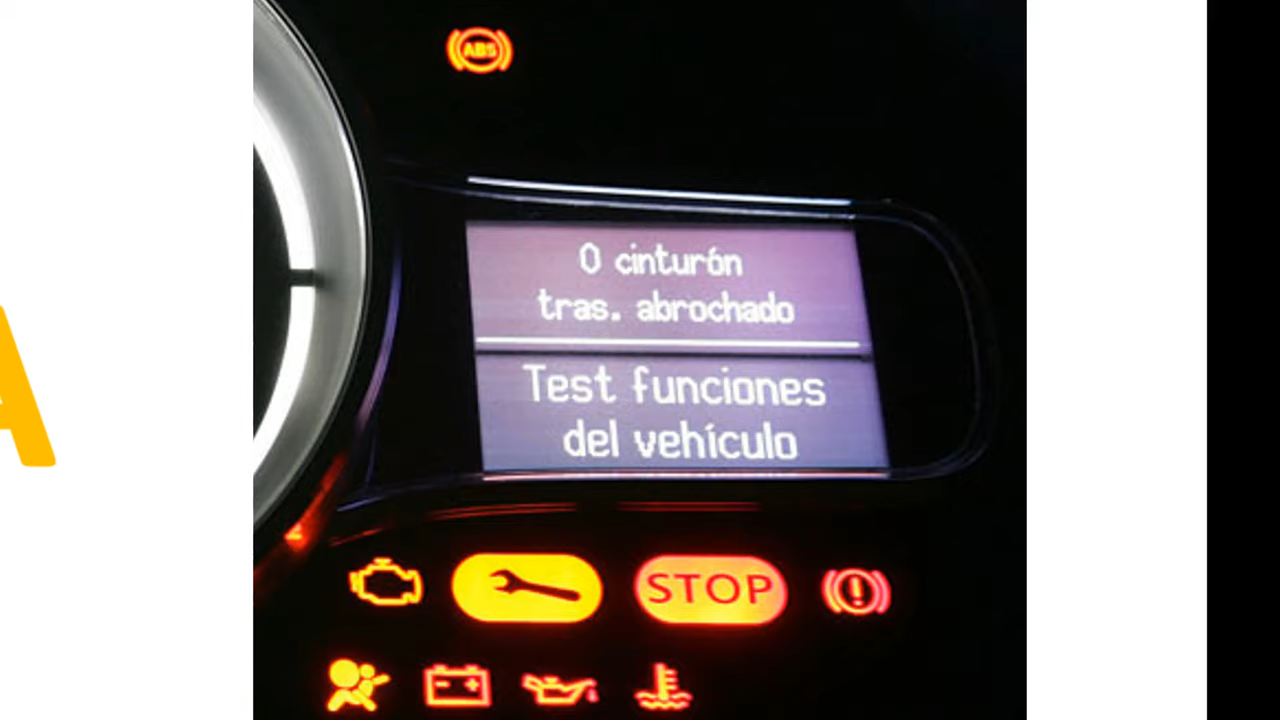 ABS
0 cinturón
tras. abrochado
Test funciones
del vehículo
STOP
A